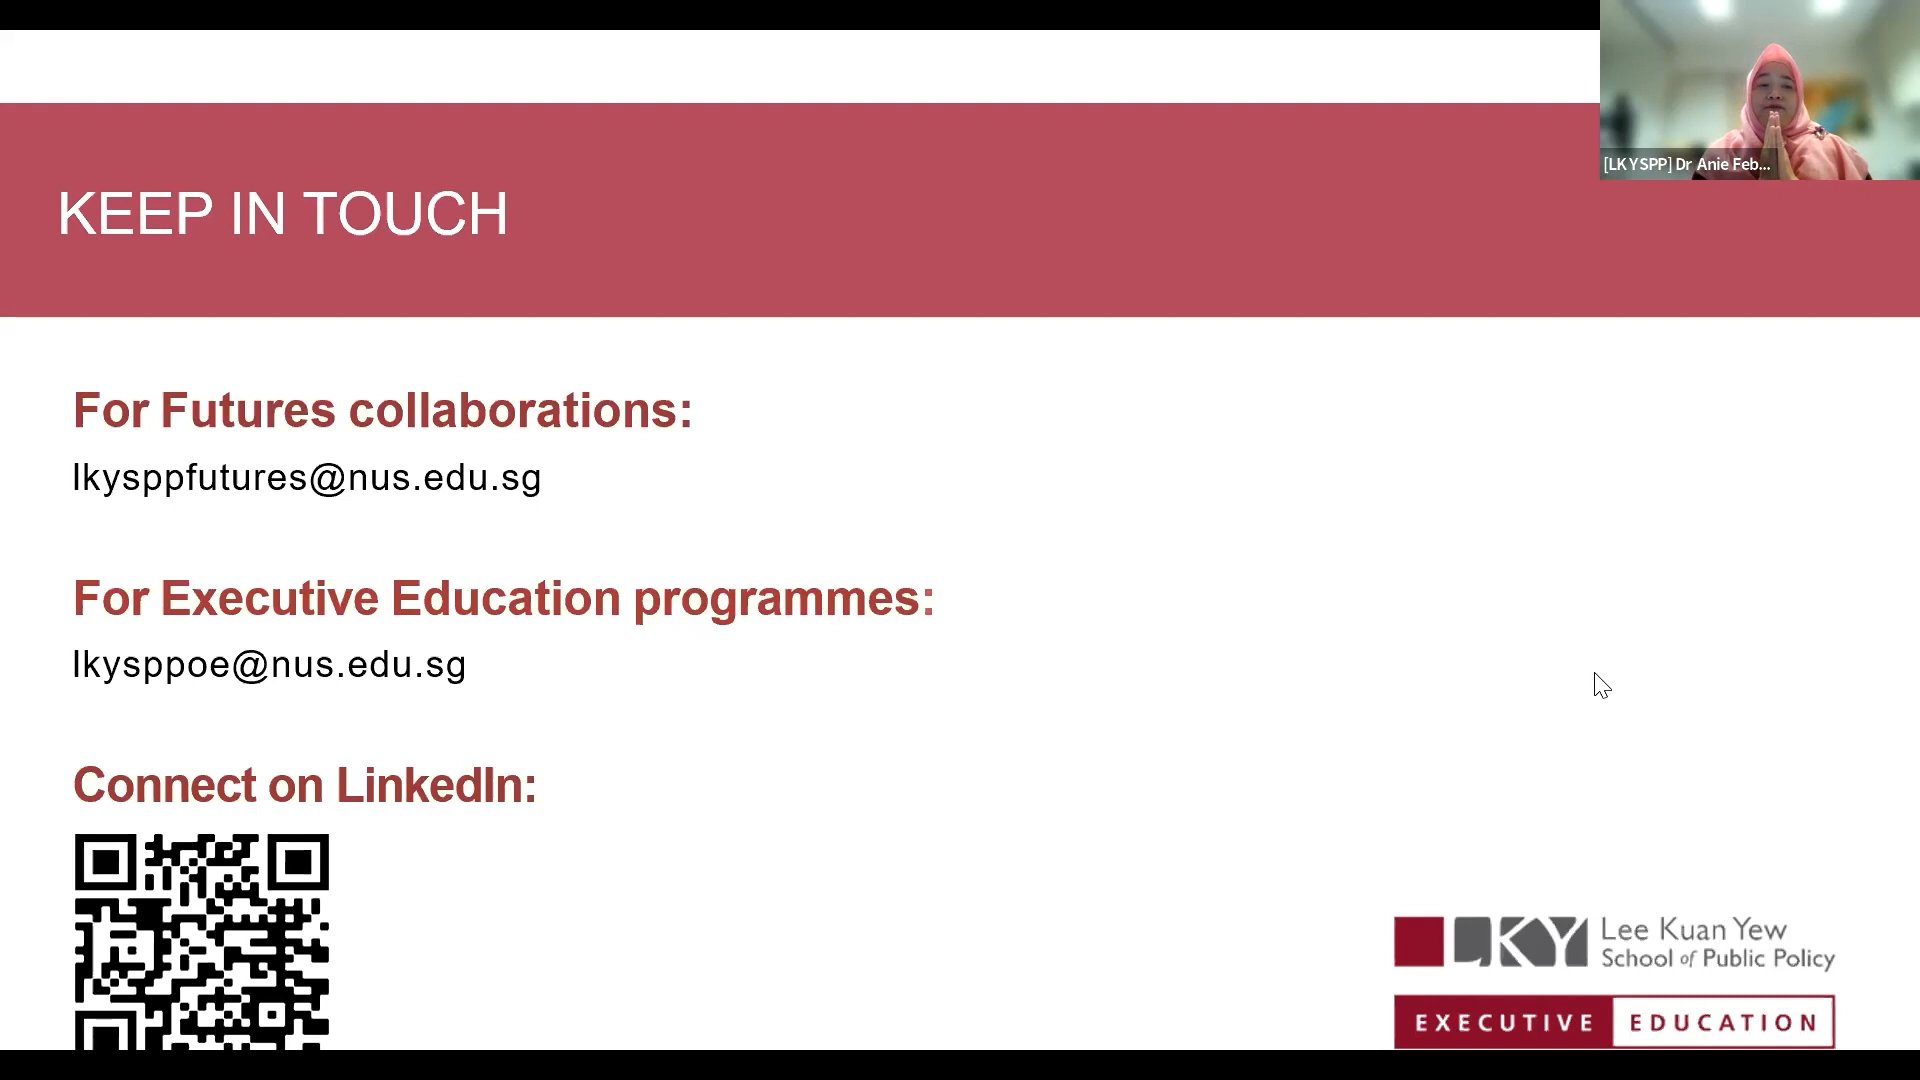 [LKYSPP] Dr Anie Feb...
KEEP IN TOUCH
For Futures collaborations:
lkysppfutures@nus.edu.sg
For Executive Education programmes:
lkysppoe@nus.edu.sg
Connect on LinkedIn:
LKY
Lee Kuan Yew
School of Public Policy
EXECUTIVE EDUCATION